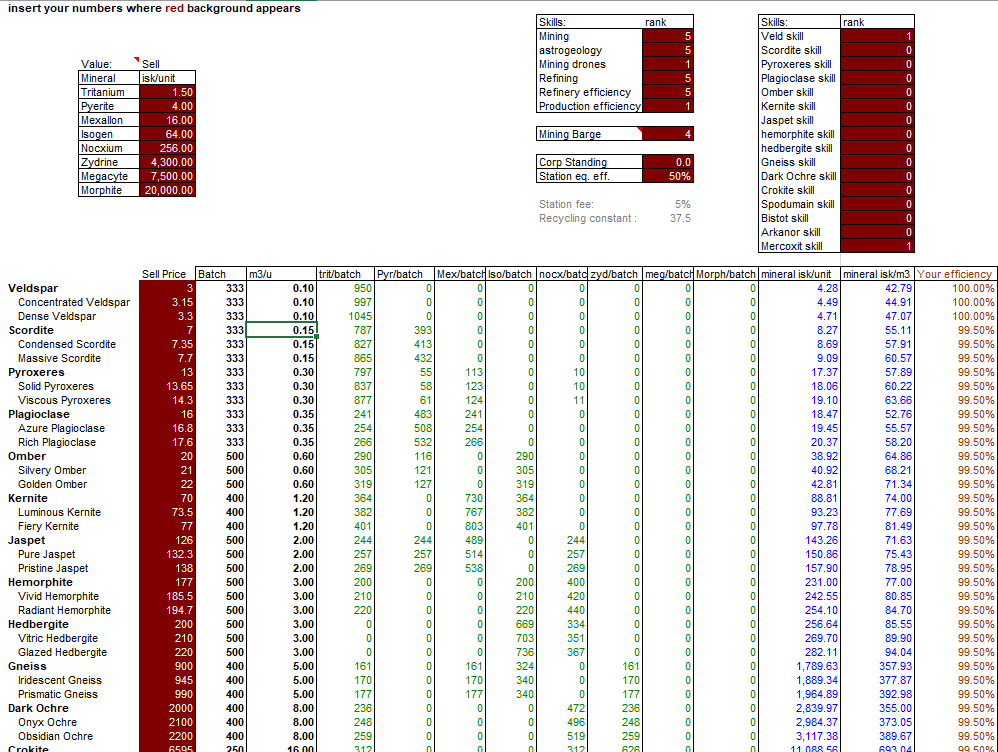 insert your numbers where red background appears
Skills: rank
Mining 5
astrogeology 5
Mining drones 1
Refining 5
Refinery efficiency 5
Production efficiency 1
Mining Barge 4
Corp Standing 0.0
Station eq. eff. 50%
Station fee: 5%
Recycling constant : 37.5
Skills: rank
Veld skill 1
Scordite skill 0
Pyroxeres skill 0
Plagioclase skill 0
Omber skill 0
Kernite skill 0
Jaspet skill 0
hemorphite skill 0
hedbergite skill 0
Gneiss skill 0
Dark Ochre skill 0
Crokite skill 0
Spodumain skill 0
Bistot skill 0
Arkanor skill 0
Mercoxit skill 1
Value: Sell
Mineral isk/unit
Tritanium 1.50
Pyerite 4.00
Mexallon 16.00
Isogen 64.00
Nocxium 256.00
Zydrine 4,300.00
Megacyte 7,500.00
Morphite 20,000.00
Sell Price Batch m3/u trit/batch Pyr/batch Mex/batch Iso/batch nocx/batc zyd/batch meg/batch Morph/batch mineral isk/unit mineral isk/m3 Your efficiency
Veldspar 3 333 0.10 950 0 0 0 0 0 0 0 4.28 42.79 100.00%
Concentrated Veldspar 3.15 333 0.10 997 0 0 0 0 0 0 0 4.49 44.91 100.00%
Dense Veldspar 3.3 333 0.10 1045 0 0 0 0 0 0 0 4.71 47.07 100.00%
Scordite 7 333 0.15 787 393 0 0 0 0 0 0 8.27 55.11 99.50%
Condensed Scordite 7.35 333 0.15 827 413 0 0 0 0 0 0 8.69 57.91 99.50%
Massive Scordite 7.7 333 0.15 865 432 0 0 0 0 0 0 9.09 60.57 99.50%
Pyroxeres 13 333 0.30 797 55 113 0 10 0 0 0 17.37 57.89 99.50%
Solid Pyroxeres 13.65 333 0.30 837 58 123 0 10 0 0 0 18.06 60.22 99.50%
Viscous Pyroxeres 14.3 333 0.30 877 61 124 0 11 0 0 0 19.10 63.66 99.50%
Plagioclase 16 333 0.35 241 483 241 0 0 0 0 0 18.47 52.76 99.50%
Azure Plagioclase 16.8 333 0.35 254 508 254 0 0 0 0 0 19.45 55.57 99.50%
Rich Plagioclase 17.6 333 0.35 266 532 266 0 0 0 0 0 20.37 58.20 99.50%
Omber 20 500 0.60 290 116 0 290 0 0 0 0 38.92 64.86 99.50%
Silvery Omber 21 500 0.60 305 121 0 305 0 0 0 0 40.92 68.21 99.50%
Golden Omber 22 500 0.60 319 127 0 319 0 0 0 0 42.81 71.34 99.50%
Kernite 70 400 1.20 364 0 730 364 0 0 0 0 88.81 74.00 99.50%
Luminous Kernite 73.5 400 1.20 382 0 767 382 0 0 0 0 93.23 77.69 99.50%
Fiery Kernite 77 400 1.20 401 0 803 401 0 0 0 0 97.78 81.49 99.50%
Jaspet 126 500 2.00 244 244 489 0 244 0 0 0 143.26 71.63 99.50%
Pure Jaspet 132.3 500 2.00 257 257 514 0 257 0 0 0 150.86 75.43 99.50%
Pristine Jaspet 138 500 2.00 269 269 538 0 269 0 0 0 157.90 78.95 99.50%
Hemorphite 177 500 3.00 200 0 0 200 400 0 0 0 231.00 77.00 99.50%
Vivid Hemorphite 185.5 500 3.00 210 0 0 210 420 0 0 0 242.55 80.85 99.50%
Radiant Hemorphite 194.7 500 3.00 220 0 0 220 440 0 0 0 254.10 84.70 99.50%
Hedbergite 200 500 3.00 0 0 0 669 334 0 0 0 256.64 85.55 99.50%
Vitric Hedbergite 210 500 3.00 0 0 0 703 351 0 0 0 269.70 89.90 99.50%
Glazed Hedbergite 220 500 3.00 0 0 0 736 367 0 0 0 282.11 94.04 99.50%
Gneiss 900 400 5.00 161 0 161 324 0 161 0 0 1,789.63 357.93 99.50%
Iridescent Gneiss 945 400 5.00 170 0 170 340 0 170 0 0 1,889.34 377.87 99.50%
Prismatic Gneiss 990 400 5.00 177 0 177 340 0 177 0 0 1,964.89 392.98 99.50%
Dark Ochre 2000 400 8.00 236 0 0 0 472 236 0 0 2,839.97 355.00 99.50%
Onyx Ochre 2100 400 8.00 248 0 0 0 496 248 0 0 2,984.37 373.05 99.50%
Obsidian Ochre 2200 400 8.00 259 0 0 0 519 259 0 0 3,117.38 389.67 99.50%
Crokite 6595 250 16.00 312 0 0 0 312 626 0 0 11,088.56 693.04 99.50%